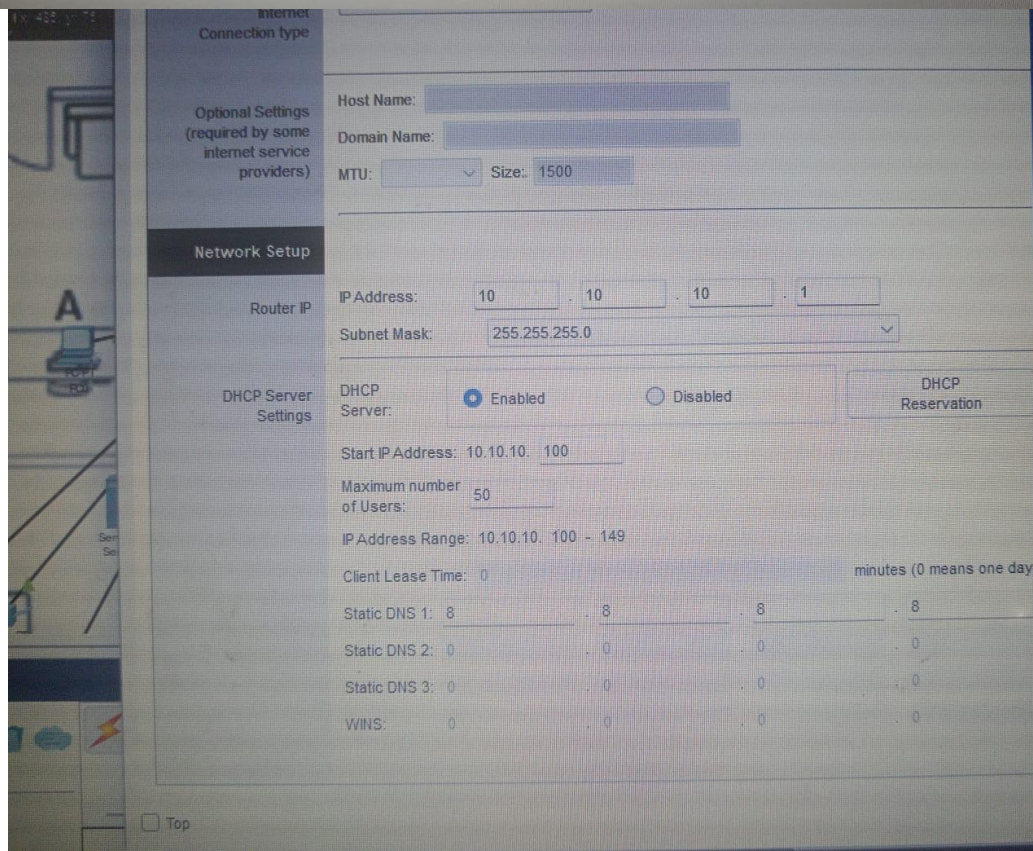 Internet
Connection type
Optional Settings
(required by some
internet service
providers)
Host Name:
Domain Name:
MTU:
Size: 1500
Network Setup
Router IP
IP Address: 10 . 10 . 10 . 1
Subnet Mask: 255.255.255.0
DHCP Server
Settings
DHCP
Server:
Enabled
Disabled
DHCP
Reservation
Start IP Address: 10.10.10. 100
Maximum number
of Users: 50
IP Address Range: 10.10.10. 100 - 149
Client Lease Time: 0 minutes (0 means one day
Static DNS 1: 8 . 8 . 8 . 8
Static DNS 2: 0 . 0 . 0 . 0
Static DNS 3: 0 . 0 . 0 . 0
WINS: 0 . 0 . 0 . 0
Top
A
Ser
Se